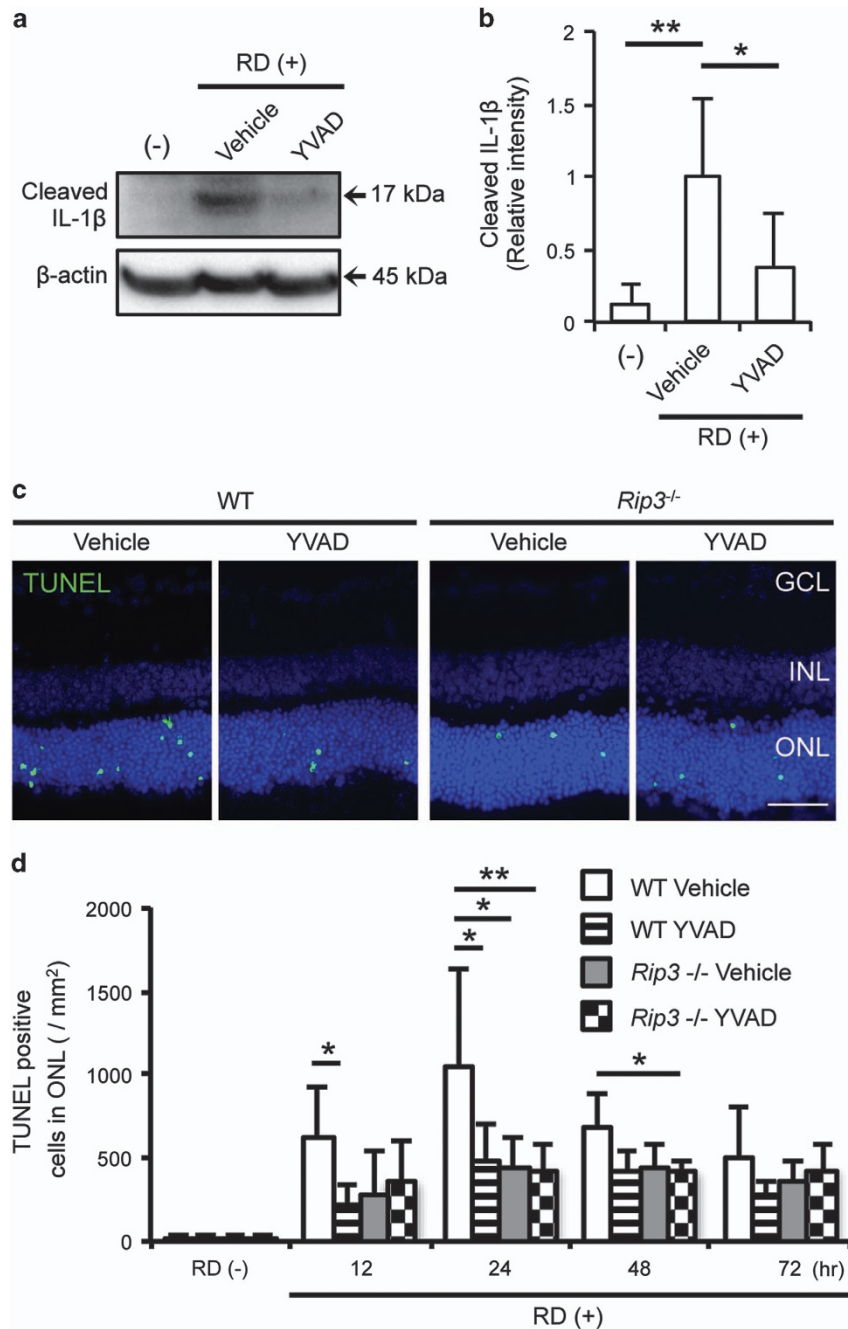 a
RD (+)
(-)
Vehicle
YVAD
Cleaved
IL-1β
17 kDa
β-actin
45 kDa
b
Cleaved IL-1β
(Relative intensity)
2
1.5
1
0.5
0
**
*
(-)
Vehicle
YVAD
RD (+)
c
WT
Rip3-/-
Vehicle
YVAD
Vehicle
YVAD
TUNEL
GCL
INL
ONL
d
TUNEL positive
cells in ONL ( / mm²)
2000
1500
1000
500
0
*
**
*
*
*
WT Vehicle
WT YVAD
Rip3 -/- Vehicle
Rip3 -/- YVAD
RD (-)
12
24
48
72 (hr)
RD (+)